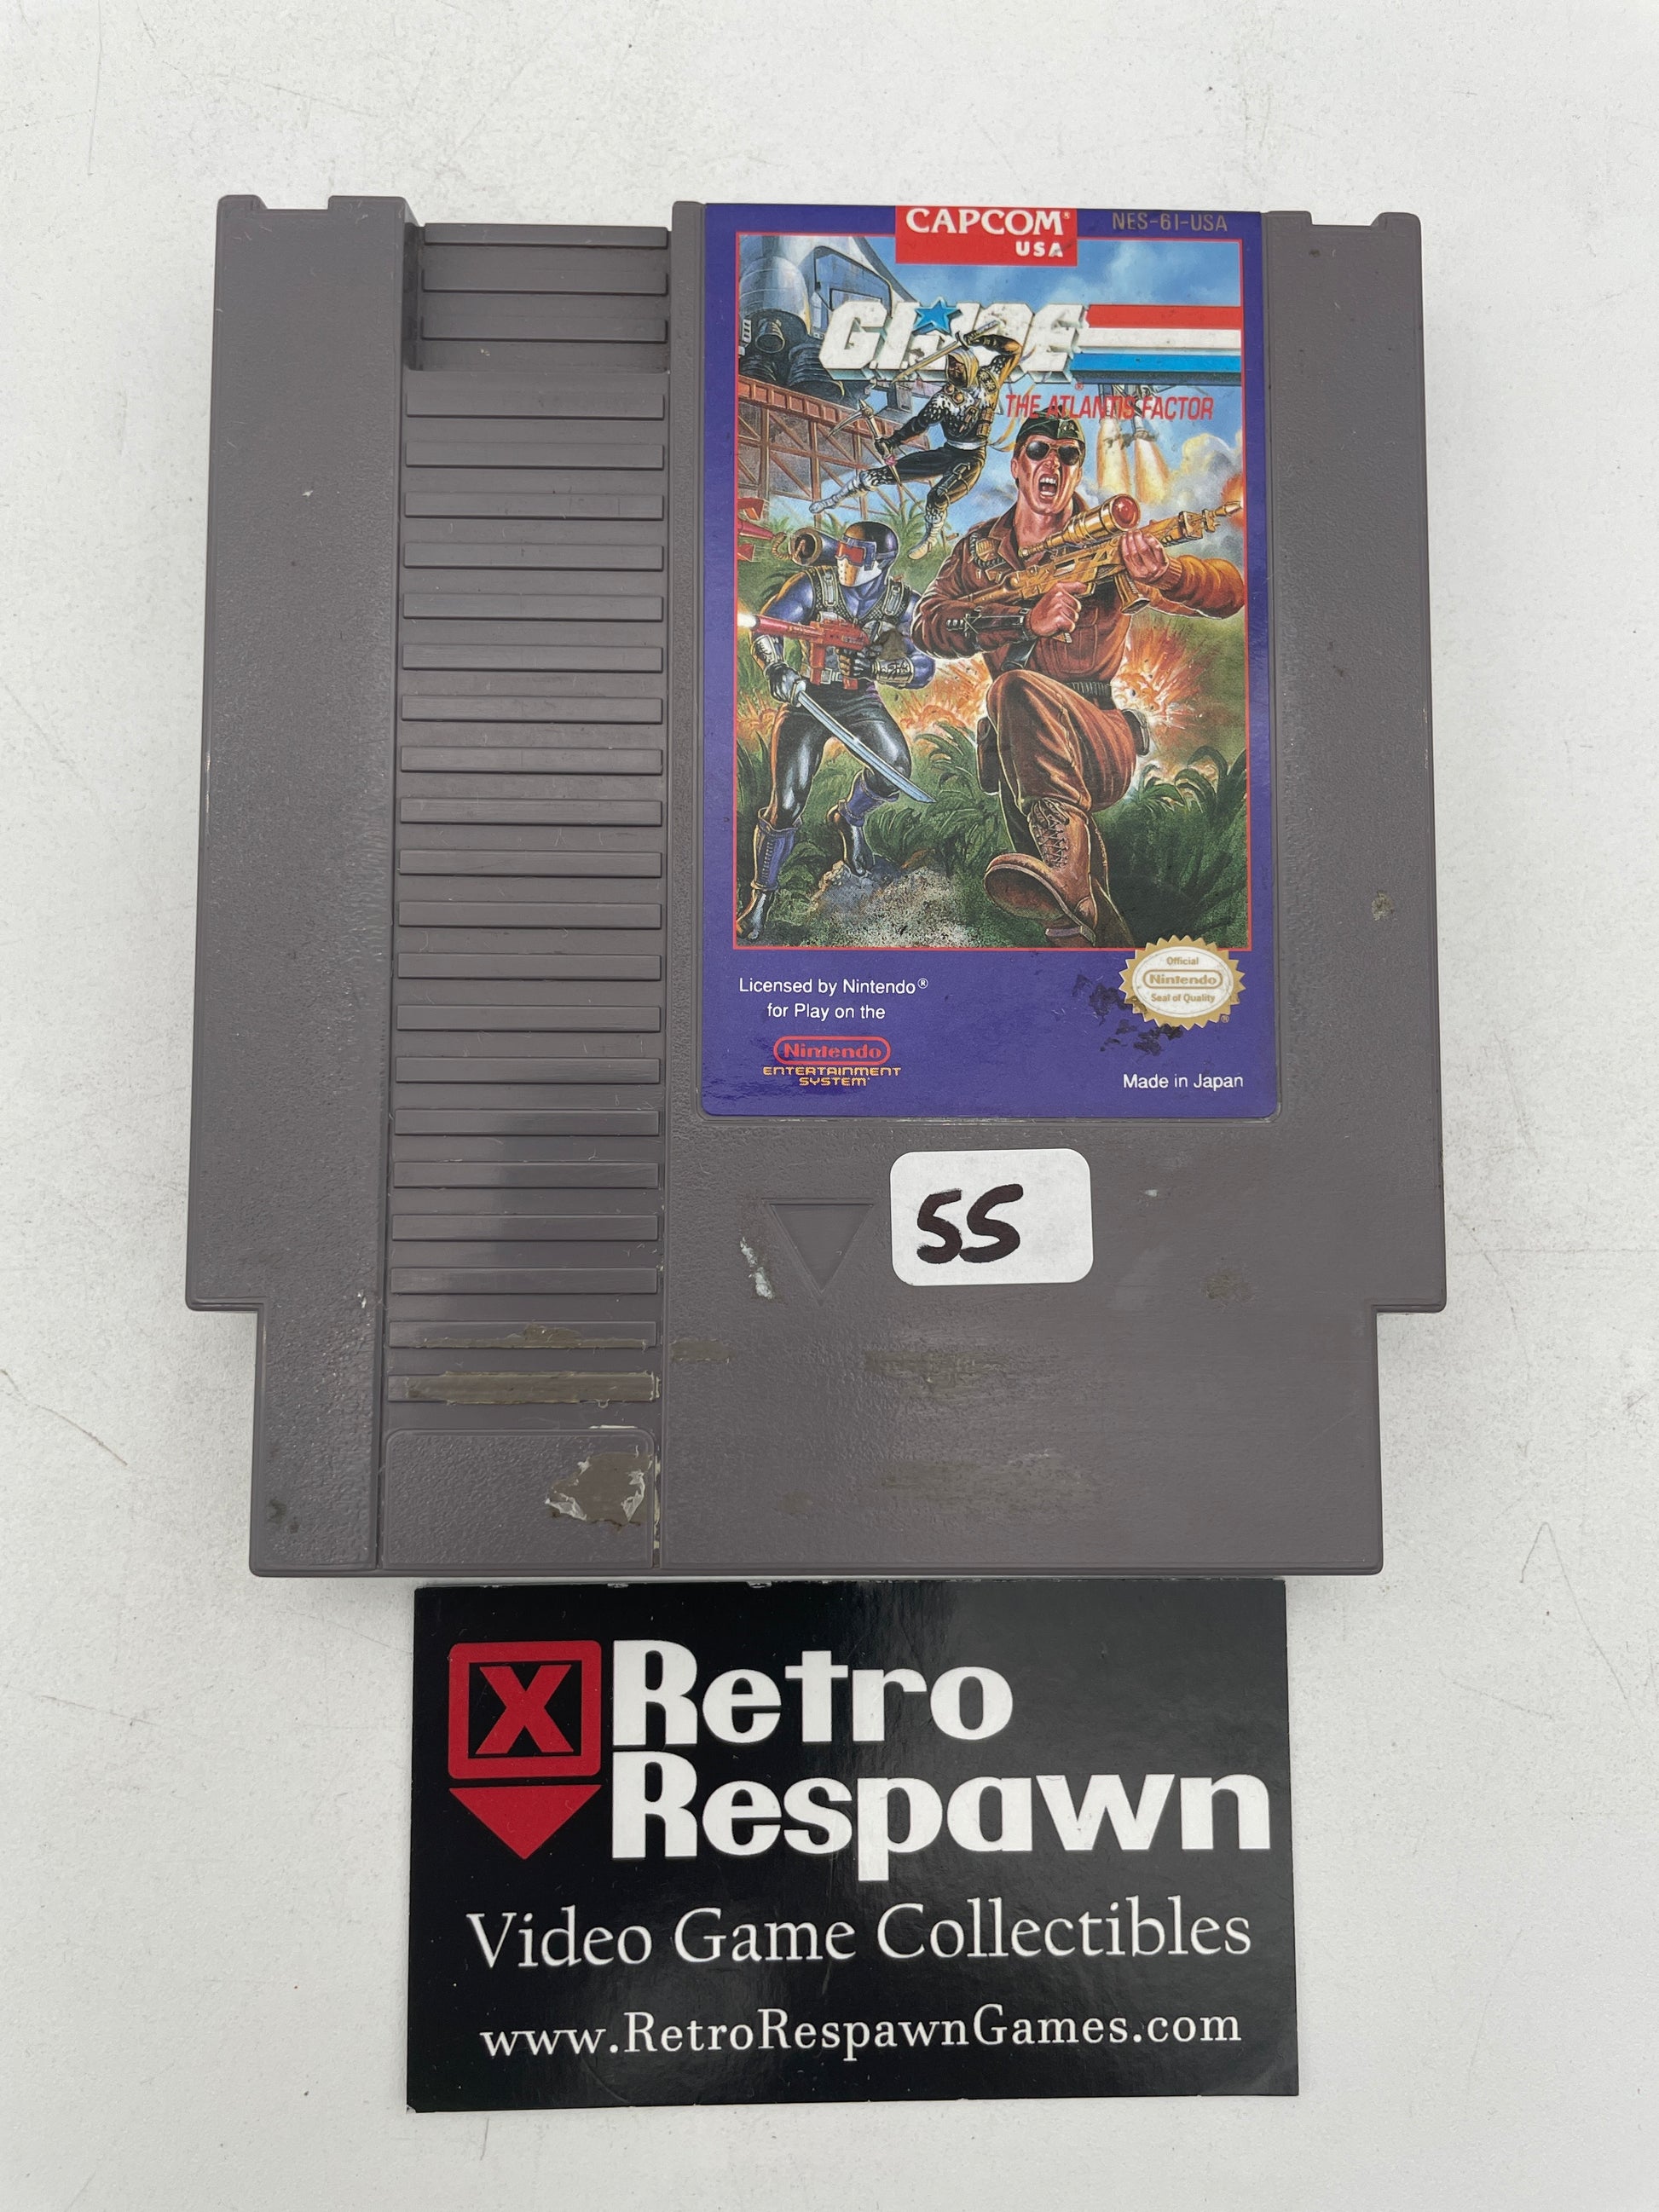 CAPCOM®
USA
NES-61-USA
G.I.JOE
®
THE ATLANTIS FACTOR
Licensed by Nintendo®
for Play on the
Nintendo
ENTERTAINMENT
SYSTEM
Official
Nintendo
Seal of Quality
®
Made in Japan
55
X Retro
Respawn
Video Game Collectibles
www.RetroRespawnGames.com